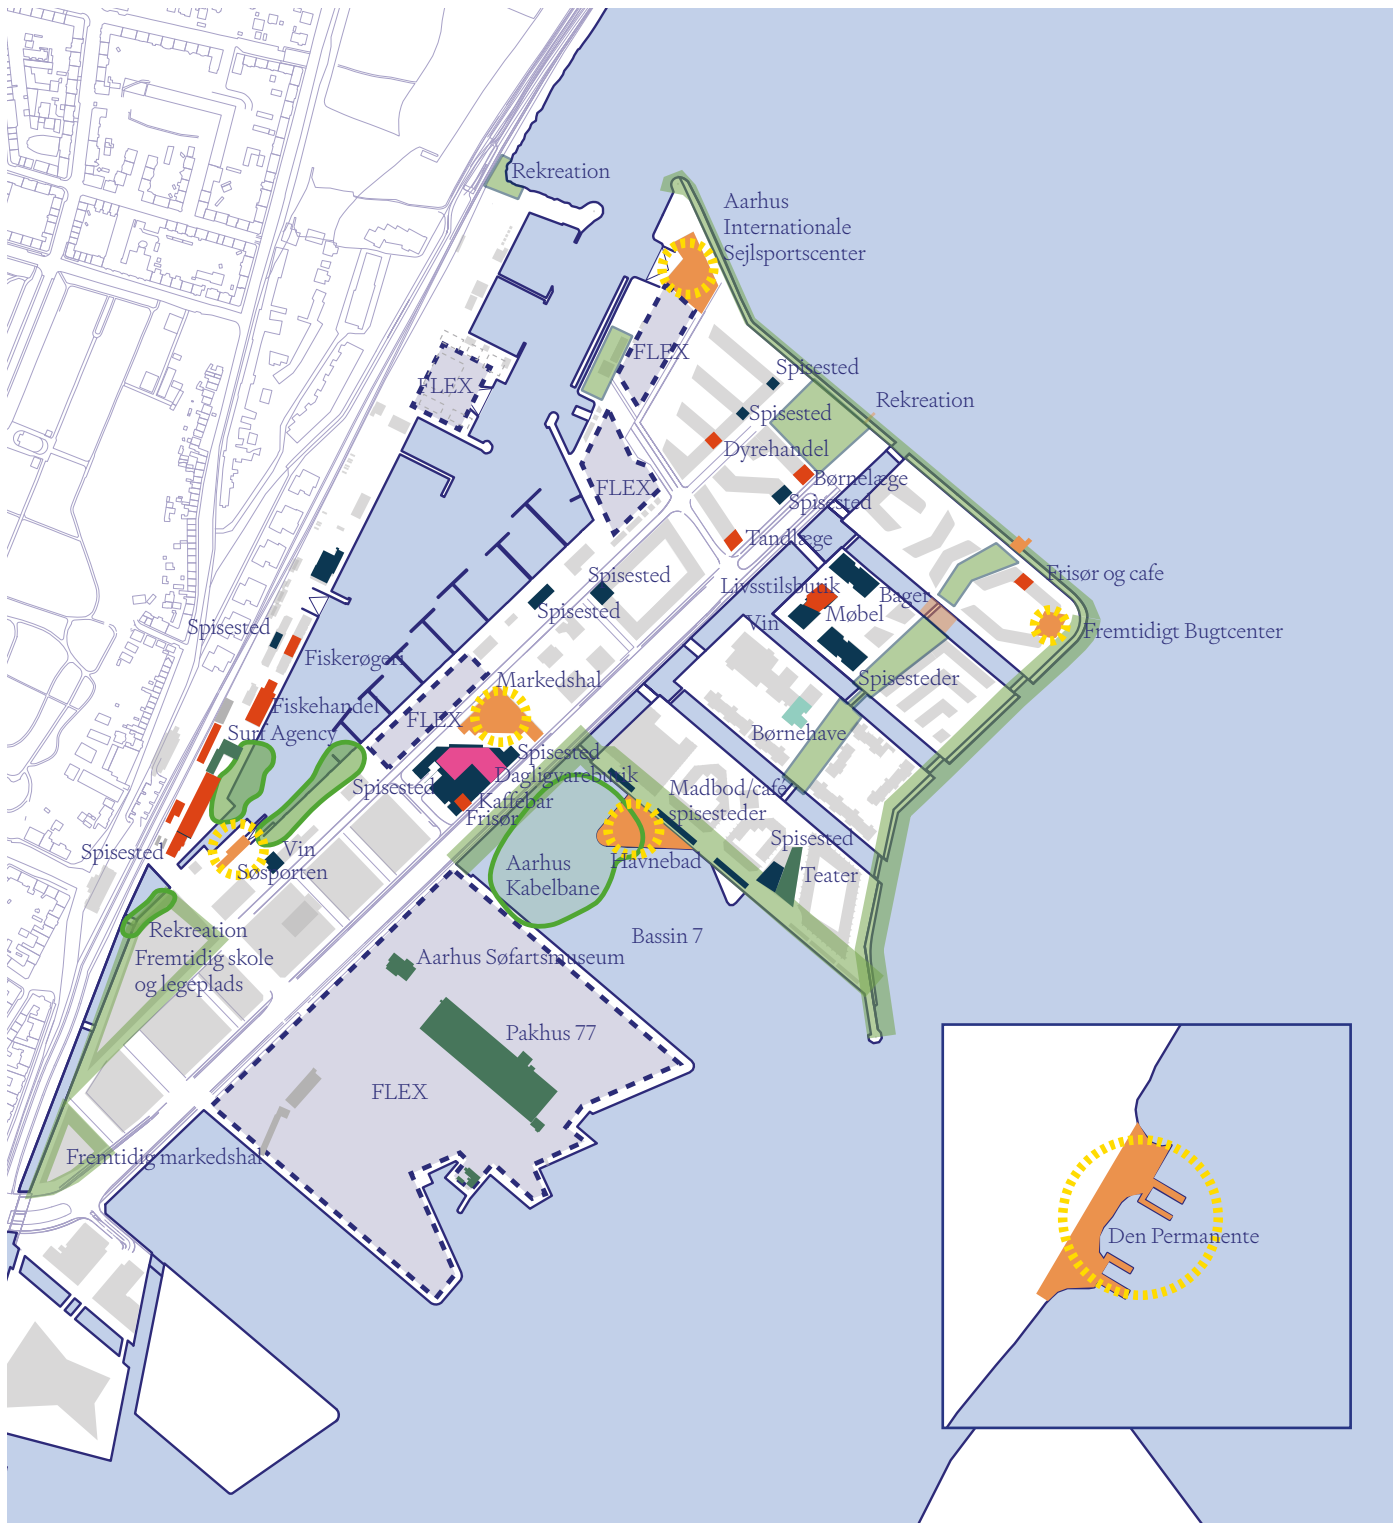 Rekreation
Aarhus
Internationale
Sejlsportscenter
FLEX
FLEX
Spisested
Rekreation
Spisested
Dyrehandel
Børnelæge
FLEX
Spisested
Tandlæge
Spisested
Frisør og cafe
Livsstilsbutik
Bager
Spisested
Møbel
Vin
Spisested
Fremtidigt Bugtcenter
Fiskerøgeri
Markedshal
Spisesteder
Fiskehandel
FLEX
Surf Agency
Børnehave
Spisested
Dagligvarebutik
Spisested
Madbod/café
Kaffebar
spisesteder
Frisør
Spisested
Vin
Spisested
Havnebad
Aarhus
Kabelbane
Søsporten
Teater
Rekreation
Bassin 7
Fremtidig skole
og legeplads
Aarhus Søfartsmuseum
Pakhus 77
FLEX
Fremtidig markedshal
Den Permanente